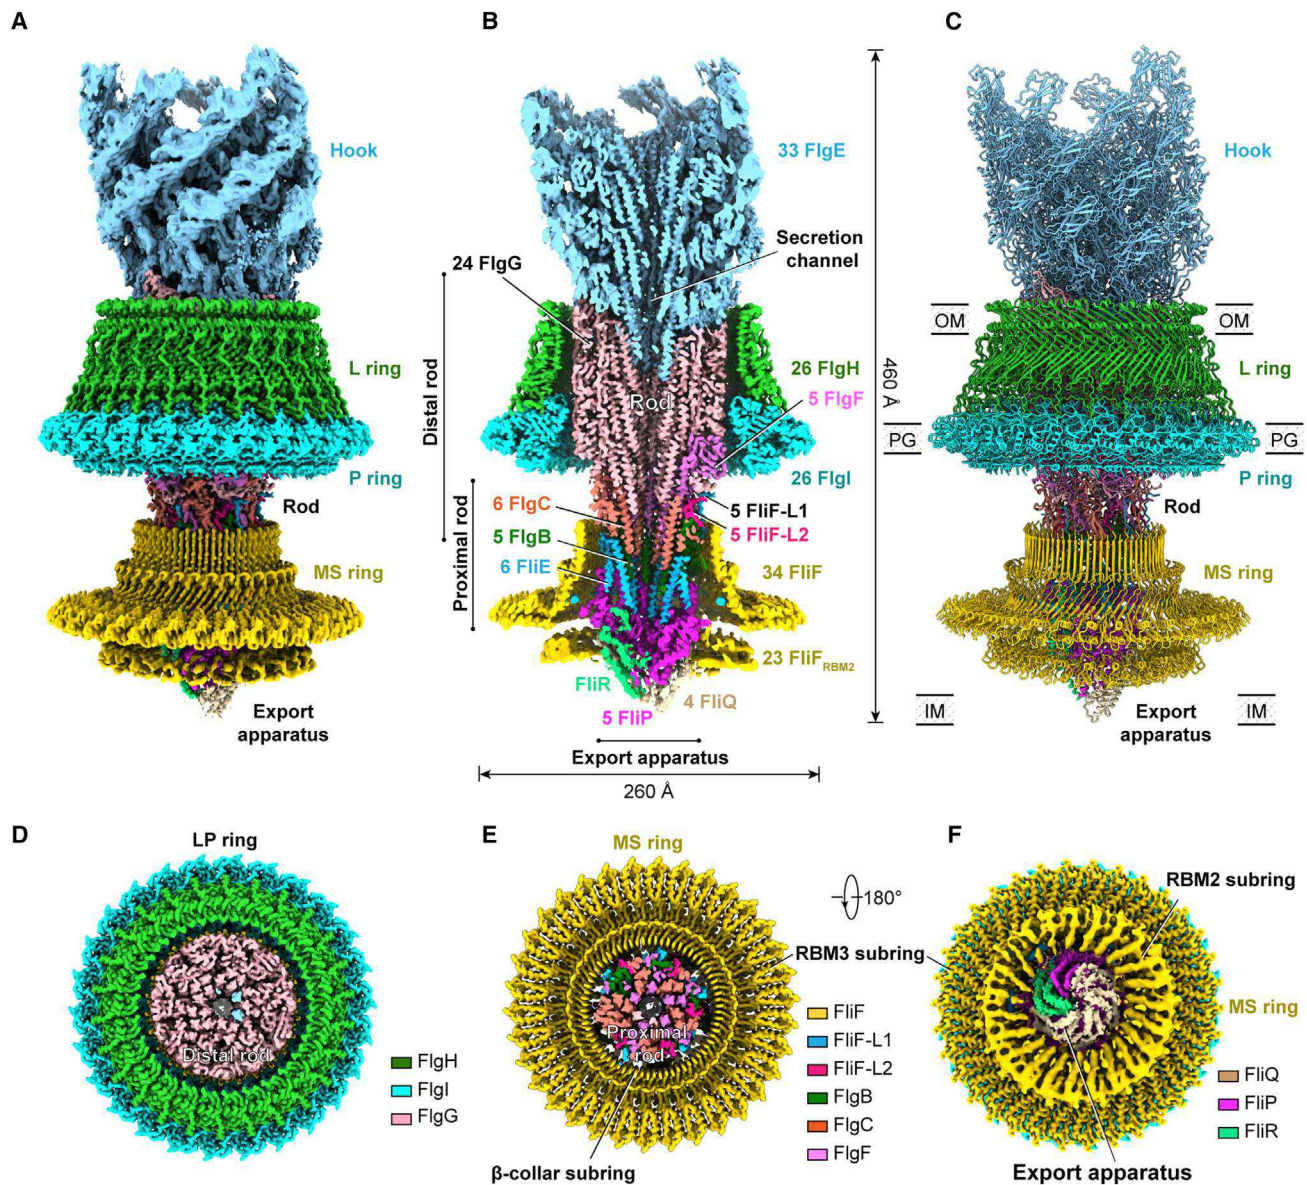 A
B
C
Hook
33 FlgE
Hook
Secretion
channel
24 FlgG
OM
OM
L ring
Distal rod
26 FlgH
L ring
Rod
5 FlgF
460 Å
PG
PG
P ring
26 FlgI
P ring
Rod
6 FlgC
5 FliF-L1
Rod
5 FlgB
5 FliF-L2
MS ring
6 FliE
34 FliF
MS ring
Proximal rod
23 FliFRBM2
FliR
4 FliQ
5 FliP
IM
IM
Export
apparatus
Export
apparatus
Export apparatus
260 Å
D
E
F
LP ring
MS ring
180°
RBM2 subring
RBM3 subring
MS ring
Distal rod
Proximal
rod
FlgH
FlgI
FlgG
FliF
FliF-L1
FliF-L2
FlgB
FlgC
FlgF
FliQ
FliP
FliR
β-collar subring
Export apparatus